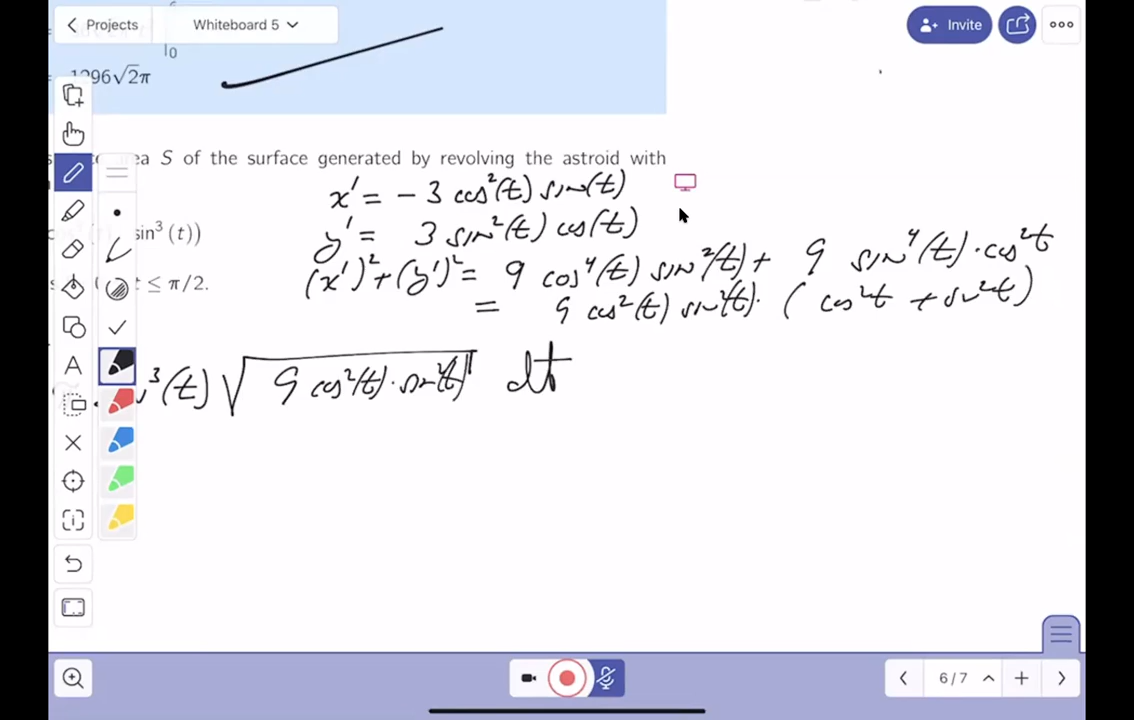 Projects
Whiteboard 5
Invite
0
1296√2π
area S of the surface generated by revolving the astroid with
x' = - 3 cos²(t) sin(t)
y' = 3 sin²(t) cos(t)
sin³ (t))
(x')² + (y')² = 9 cos⁴(t) sin²(t) + 9 sin⁴(t) · cos²t
≤ π/2.
= 9 cos²(t) sin²(t) · ( cos²t + sin²t)
³(t) √ 9 cos²(t) · sin²(t) dt
A
6 / 7